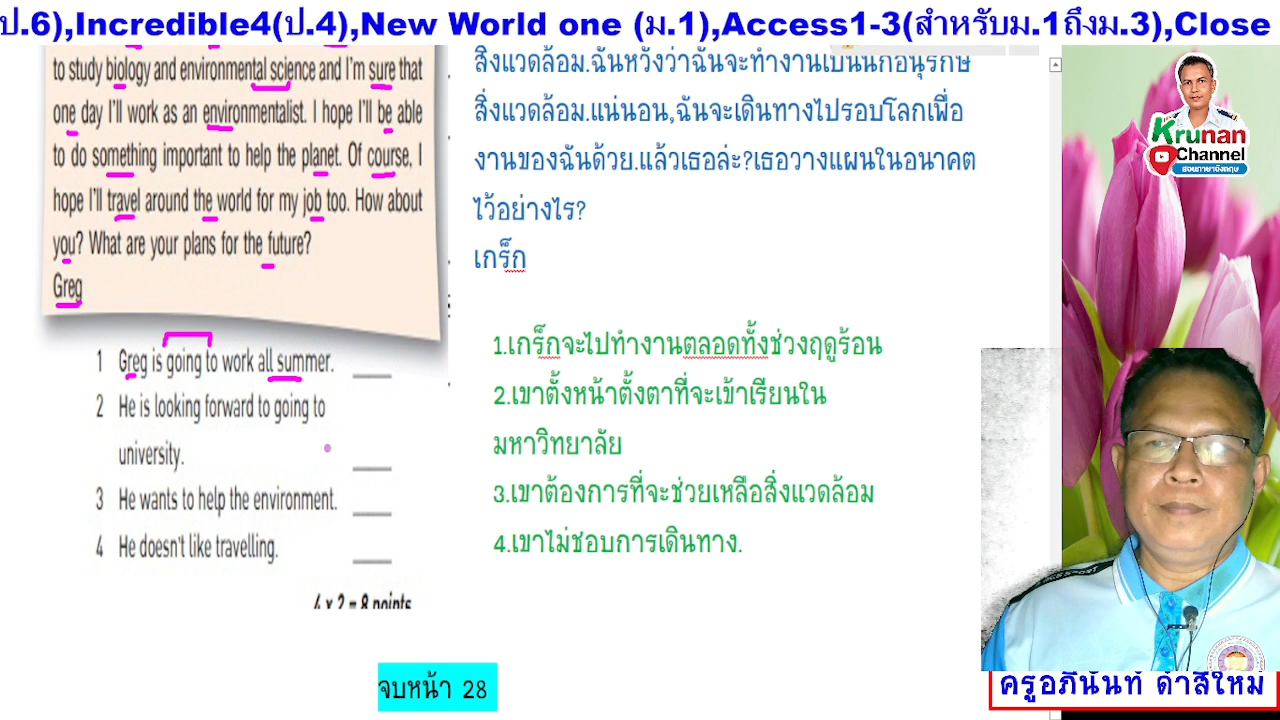 ป.6),Incredible4(ป.4),New World one (ม.1),Access1-3(สำหรับม.1ถึงม.3),Close
to study biology and environmental science and I'm sure that
one day I'll work as an environmentalist. I hope I'll be able
to do something important to help the planet. Of course, I
hope I'll travel around the world for my job too. How about
you? What are your plans for the future?
Greg
1 Greg is going to work all summer. ____
2 He is looking forward to going to
university. ____
3 He wants to help the environment. ____
4 He doesn't like travelling. ____
4 x 2 = 8 points
สิ่งแวดล้อม.ฉันหวังว่าฉันจะทำงานเป็นนักอนุรักษ์
สิ่งแวดล้อม.แน่นอน,ฉันจะเดินทางไปรอบโลกเพื่อ
งานของฉันด้วย.แล้วเธอล่ะ?เธอวางแผนในอนาคต
ไว้อย่างไร?
เกร็ก
1.เกร็กจะไปทำงานตลอดทั้งช่วงฤดูร้อน
2.เขาตั้งหน้าตั้งตาที่จะเข้าเรียนใน
มหาวิทยาลัย
3.เขาต้องการที่จะช่วยเหลือสิ่งแวดล้อม
4.เขาไม่ชอบการเดินทาง.
จบหน้า 28
Krunan
Channel
สอนภาษาอังกฤษ
ครูอภินันท์ ดำสีใหม่